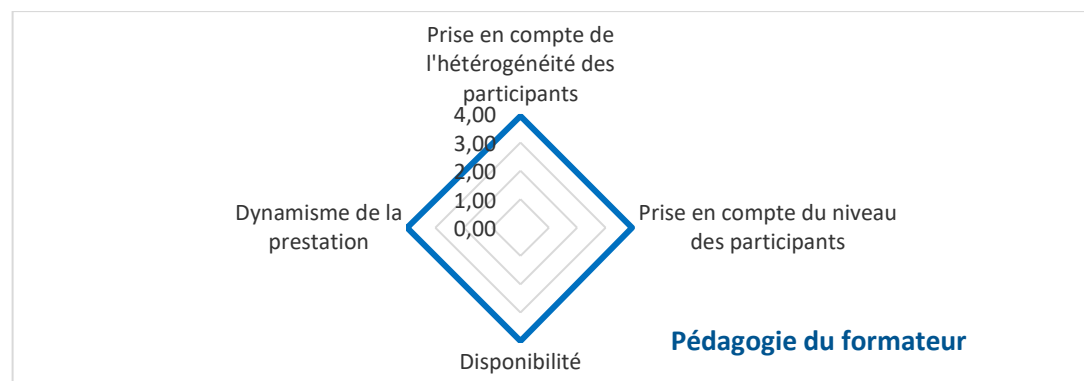 Prise en compte de
l'hétérogénéité des
participants
4,00
3,00
2,00
1,00
0,00
Dynamisme de la
prestation
Prise en compte du niveau
des participants
Disponibilité
Pédagogie du formateur